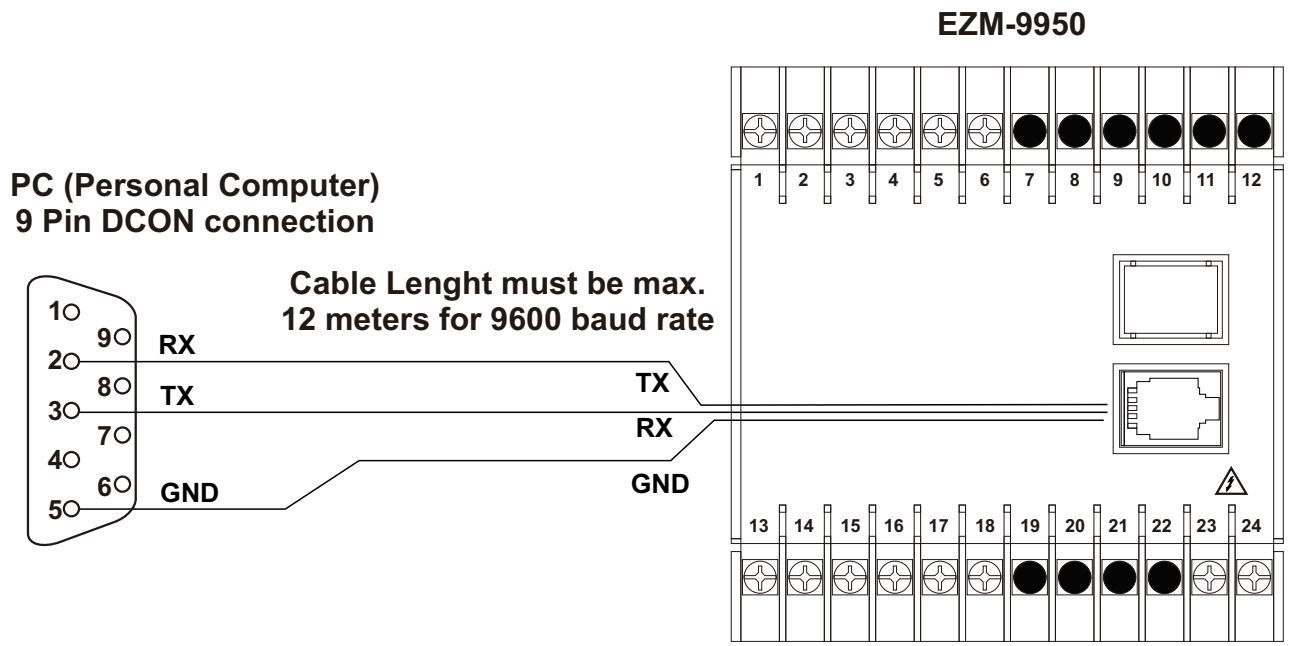 EZM-9950
1 2 3 4 5 6 7 8 9 10 11 12
PC (Personal Computer)
9 Pin DCON connection
Cable Lenght must be max.
12 meters for 9600 baud rate
1
9
2
RX
TX
8
3
TX
RX
7
4
6
GND
GND
5
13 14 15 16 17 18 19 20 21 22 23 24